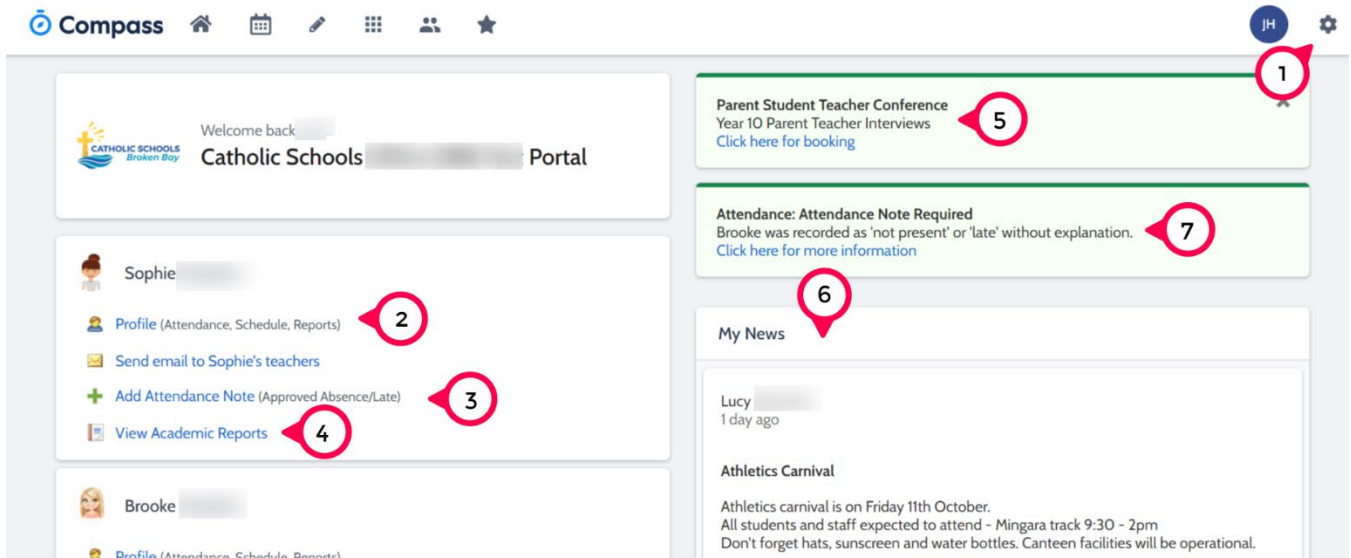 Compass
JH
1
CATHOLIC SCHOOLS
Broken Bay
Welcome back
Catholic Schools Portal
Sophie
Profile (Attendance, Schedule, Reports)
2
Send email to Sophie's teachers
Add Attendance Note (Approved Absence/Late)
3
View Academic Reports
4
Brooke
Profile (Attendance, Schedule, Reports)
Parent Student Teacher Conference
Year 10 Parent Teacher Interviews
5
Click here for booking
Attendance: Attendance Note Required
Brooke was recorded as 'not present' or 'late' without explanation.
7
Click here for more information
6
My News
Lucy
1 day ago
Athletics Carnival
Athletics carnival is on Friday 11th October.
All students and staff expected to attend - Mingara track 9:30 - 2pm
Don't forget hats, sunscreen and water bottles. Canteen facilities will be operational.